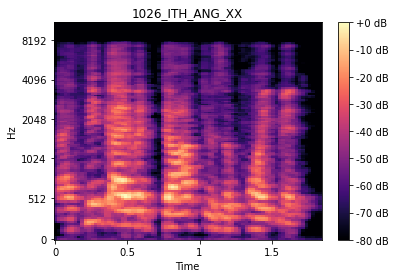 1026_ITH_ANG_XX
+0 dB
8192
-10 dB
4096
-20 dB
-30 dB
2048
Hz
-40 dB
1024
-50 dB
512
-60 dB
-70 dB
0
-80 dB
0 0.5 1 1.5
Time